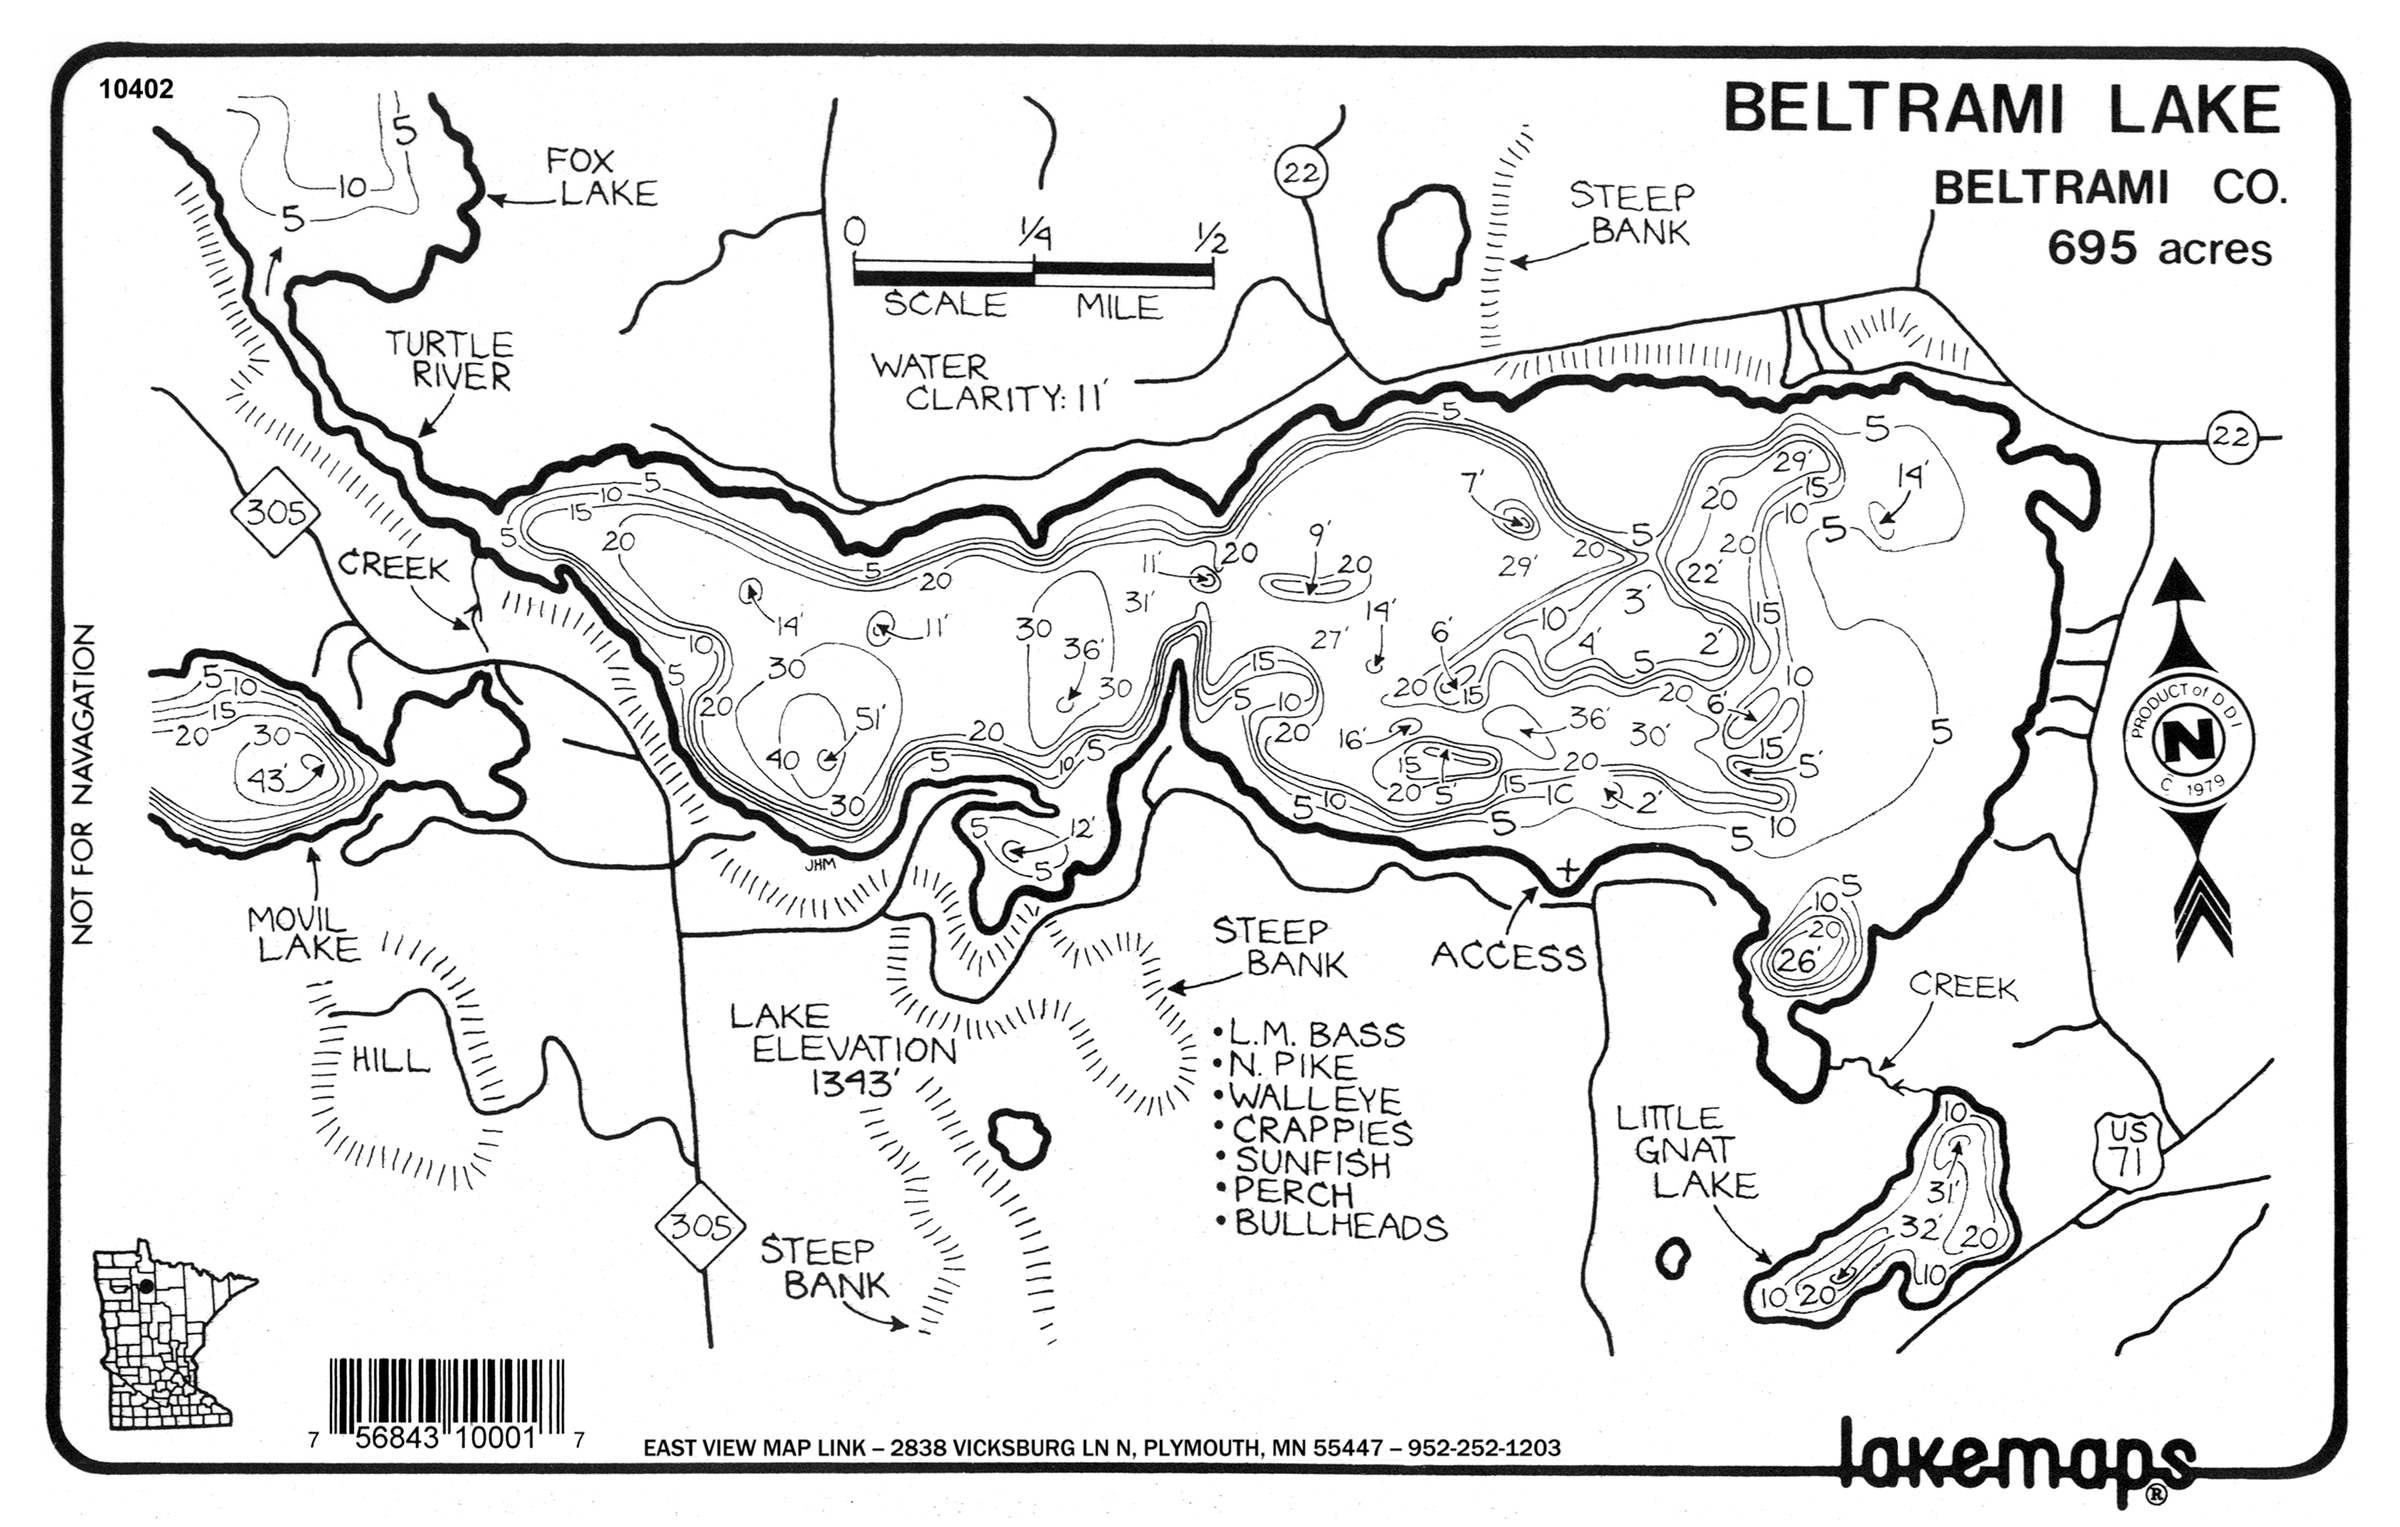 10402
BELTRAMI LAKE
BELTRAMI CO.
695 acres
5
10
5
FOX
LAKE
TURTLE
RIVER
0 1/4 1/2
SCALE MILE
WATER
CLARITY: 11'
22
STEEP
BANK
22
305
CREEK
NOT FOR NAVAGATION
5
10
15
20
30
43'
MOVIL
LAKE
HILL
5
10
5
15
20
14'
11'
10
5
20
30
51'
40
30
5
20
30
36'
30
31'
11'
20
20
5
10
5
JHM
5
12'
5
5
7'
29'
20
5
9'
20
14'
27'
6'
20
15
10
3'
4'
5
2'
15
5
10
20
16'
15
20
5'
36'
30'
20
15
1C
2'
5
10
5
29'
20
15
10
20
22'
15
10
20
6'
15
5'
10
5
5
14'
5
5
5
10
20
26'
ACCESS
STEEP
BANK
LAKE
ELEVATION
1343'
•L.M. BASS
•N. PIKE
•WALLEYE
•CRAPPIES
•SUNFISH
•PERCH
•BULLHEADS
CREEK
LITTLE
GNAT
LAKE
10
31'
32'
20
10
10
20
US
71
PRODUCT of DDI
N
© 1979
305
STEEP
BANK
7 56843 10001 7
EAST VIEW MAP LINK – 2838 VICKSBURG LN N, PLYMOUTH, MN 55447 – 952-252-1203
lakemaps®